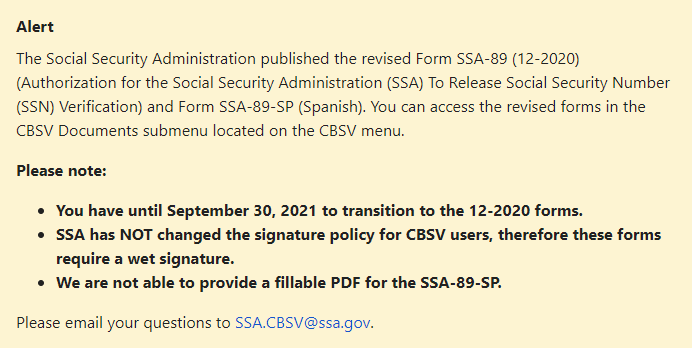 Alert
The Social Security Administration published the revised Form SSA-89 (12-2020)
(Authorization for the Social Security Administration (SSA) To Release Social Security Number
(SSN) Verification) and Form SSA-89-SP (Spanish). You can access the revised forms in the
CBSV Documents submenu located on the CBSV menu.
Please note:
• You have until September 30, 2021 to transition to the 12-2020 forms.
• SSA has NOT changed the signature policy for CBSV users, therefore these forms
require a wet signature.
• We are not able to provide a fillable PDF for the SSA-89-SP.
Please email your questions to SSA.CBSV@ssa.gov.